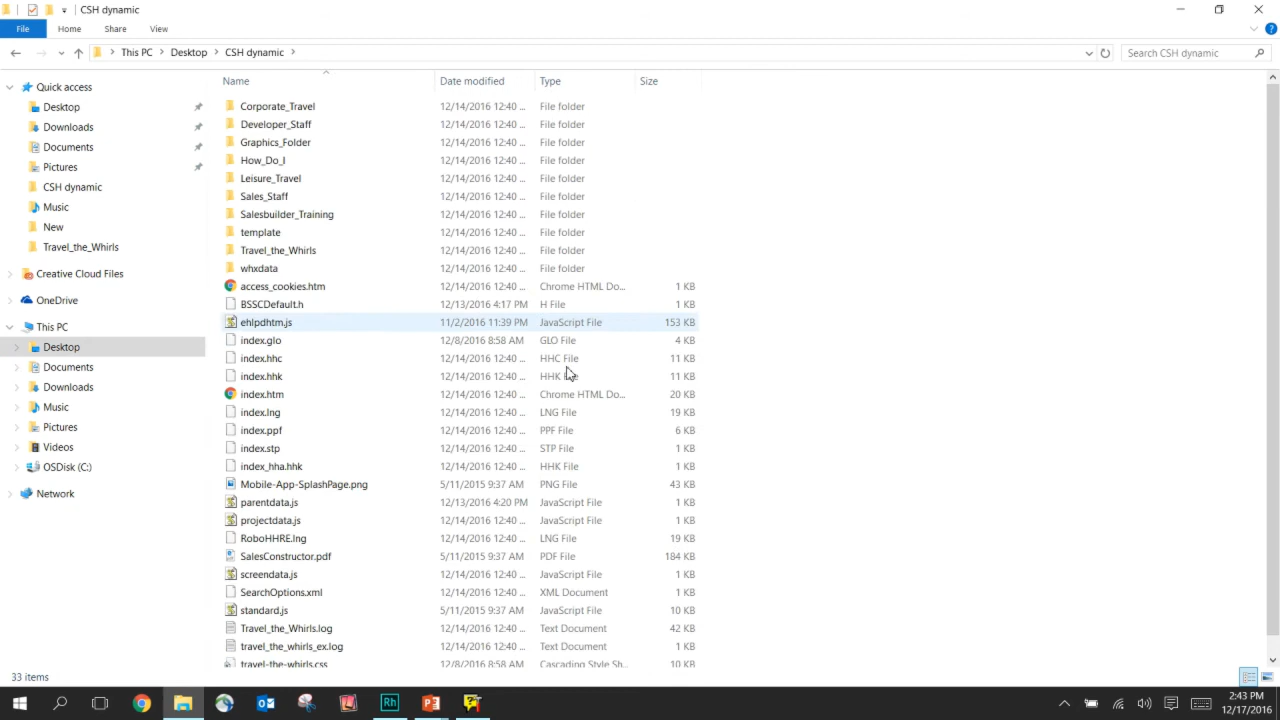 CSH dynamic
File Home Share View
This PC Desktop CSH dynamic Search CSH dynamic
Name Date modified Type Size
Quick access
Desktop
Downloads
Documents
Pictures
CSH dynamic
Music
New
Travel_the_Whirls
Creative Cloud Files
OneDrive
This PC
Desktop
Documents
Downloads
Music
Pictures
Videos
OSDisk (C:)
Network
Corporate_Travel 12/14/2016 12:40 ... File folder
Developer_Staff 12/14/2016 12:40 ... File folder
Graphics_Folder 12/14/2016 12:40 ... File folder
How_Do_I 12/14/2016 12:40 ... File folder
Leisure_Travel 12/14/2016 12:40 ... File folder
Sales_Staff 12/14/2016 12:40 ... File folder
Salesbuilder_Training 12/14/2016 12:40 ... File folder
template 12/14/2016 12:40 ... File folder
Travel_the_Whirls 12/14/2016 12:40 ... File folder
whxdata 12/14/2016 12:40 ... File folder
access_cookies.htm 12/14/2016 12:40 ... Chrome HTML Do... 1 KB
BSSCDefault.h 12/13/2016 4:17 PM H File 1 KB
ehlpdhtm.js 11/2/2016 11:39 PM JavaScript File 153 KB
index.glo 12/8/2016 8:58 AM GLO File 4 KB
index.hhc 12/14/2016 12:40 ... HHC File 11 KB
index.hhk 12/14/2016 12:40 ... HHK 11 KB
index.htm 12/14/2016 12:40 ... Chrome HTML Do... 20 KB
index.lng 12/14/2016 12:40 ... LNG File 19 KB
index.ppf 12/14/2016 12:40 ... PPF File 6 KB
index.stp 12/14/2016 12:40 ... STP File 1 KB
index_hha.hhk 12/14/2016 12:40 ... HHK File 1 KB
Mobile-App-SplashPage.png 5/11/2015 9:37 AM PNG File 43 KB
parentdata.js 12/13/2016 4:20 PM JavaScript File 1 KB
projectdata.js 12/14/2016 12:40 ... JavaScript File 1 KB
RoboHHRE.lng 12/14/2016 12:40 ... LNG File 19 KB
SalesConstructor.pdf 5/11/2015 9:37 AM PDF File 184 KB
screendata.js 12/14/2016 12:40 ... JavaScript File 1 KB
SearchOptions.xml 12/14/2016 12:40 ... XML Document 1 KB
standard.js 5/11/2015 9:37 AM JavaScript File 10 KB
Travel_the_Whirls.log 12/14/2016 12:40 ... Text Document 42 KB
travel_the_whirls_ex.log 12/14/2016 12:40 ... Text Document 1 KB
travel-the-whirls.css 12/8/2016 8:58 AM Cascading Style Sh... 10 KB
33 items
Rh
2:43 PM
12/17/2016